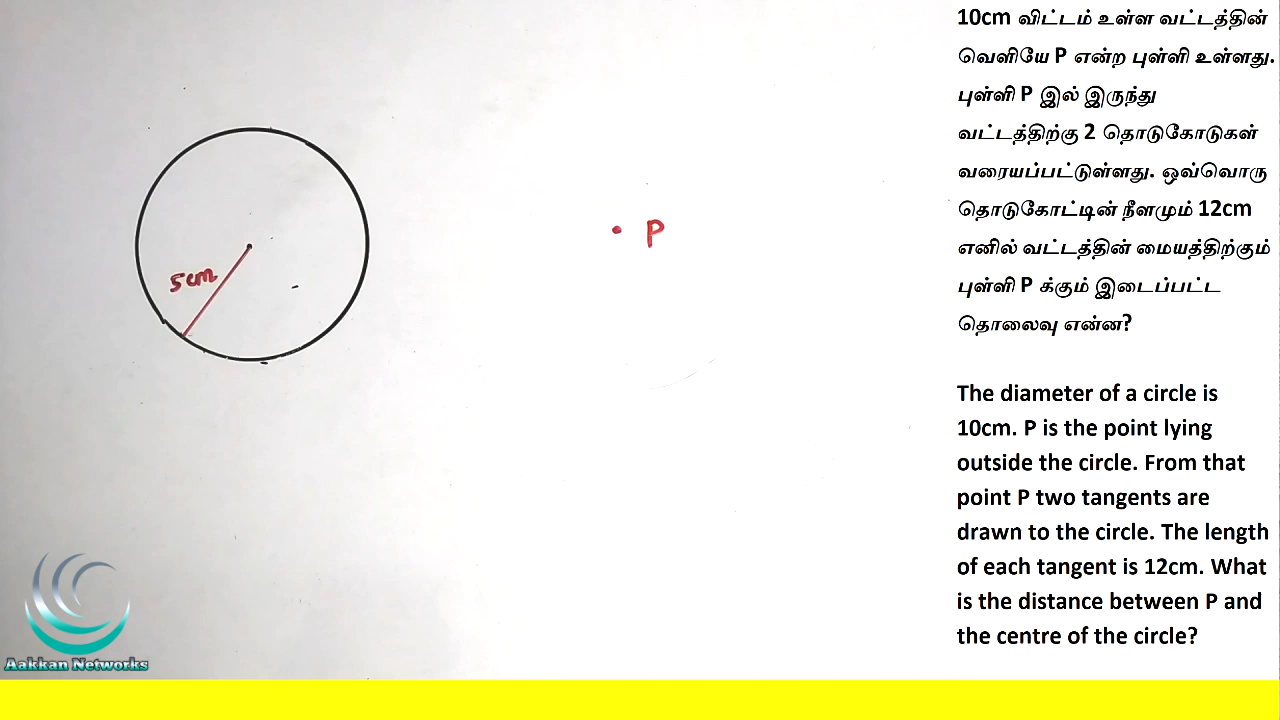 10cm விட்டம் உள்ள வட்டத்தின்
வெளியே P என்ற புள்ளி உள்ளது.
புள்ளி P இல் இருந்து
வட்டத்திற்கு 2 தொடுகோடுகள்
வரையப்பட்டுள்ளது. ஒவ்வொரு
தொடுகோட்டின் நீளமும் 12cm
எனில் வட்டத்தின் மையத்திற்கும்
புள்ளி P க்கும் இடைப்பட்ட
தொலைவு என்ன?
The diameter of a circle is
10cm. P is the point lying
outside the circle. From that
point P two tangents are
drawn to the circle. The length
of each tangent is 12cm. What
is the distance between P and
the centre of the circle?
5cm
P
Aakkan Networks